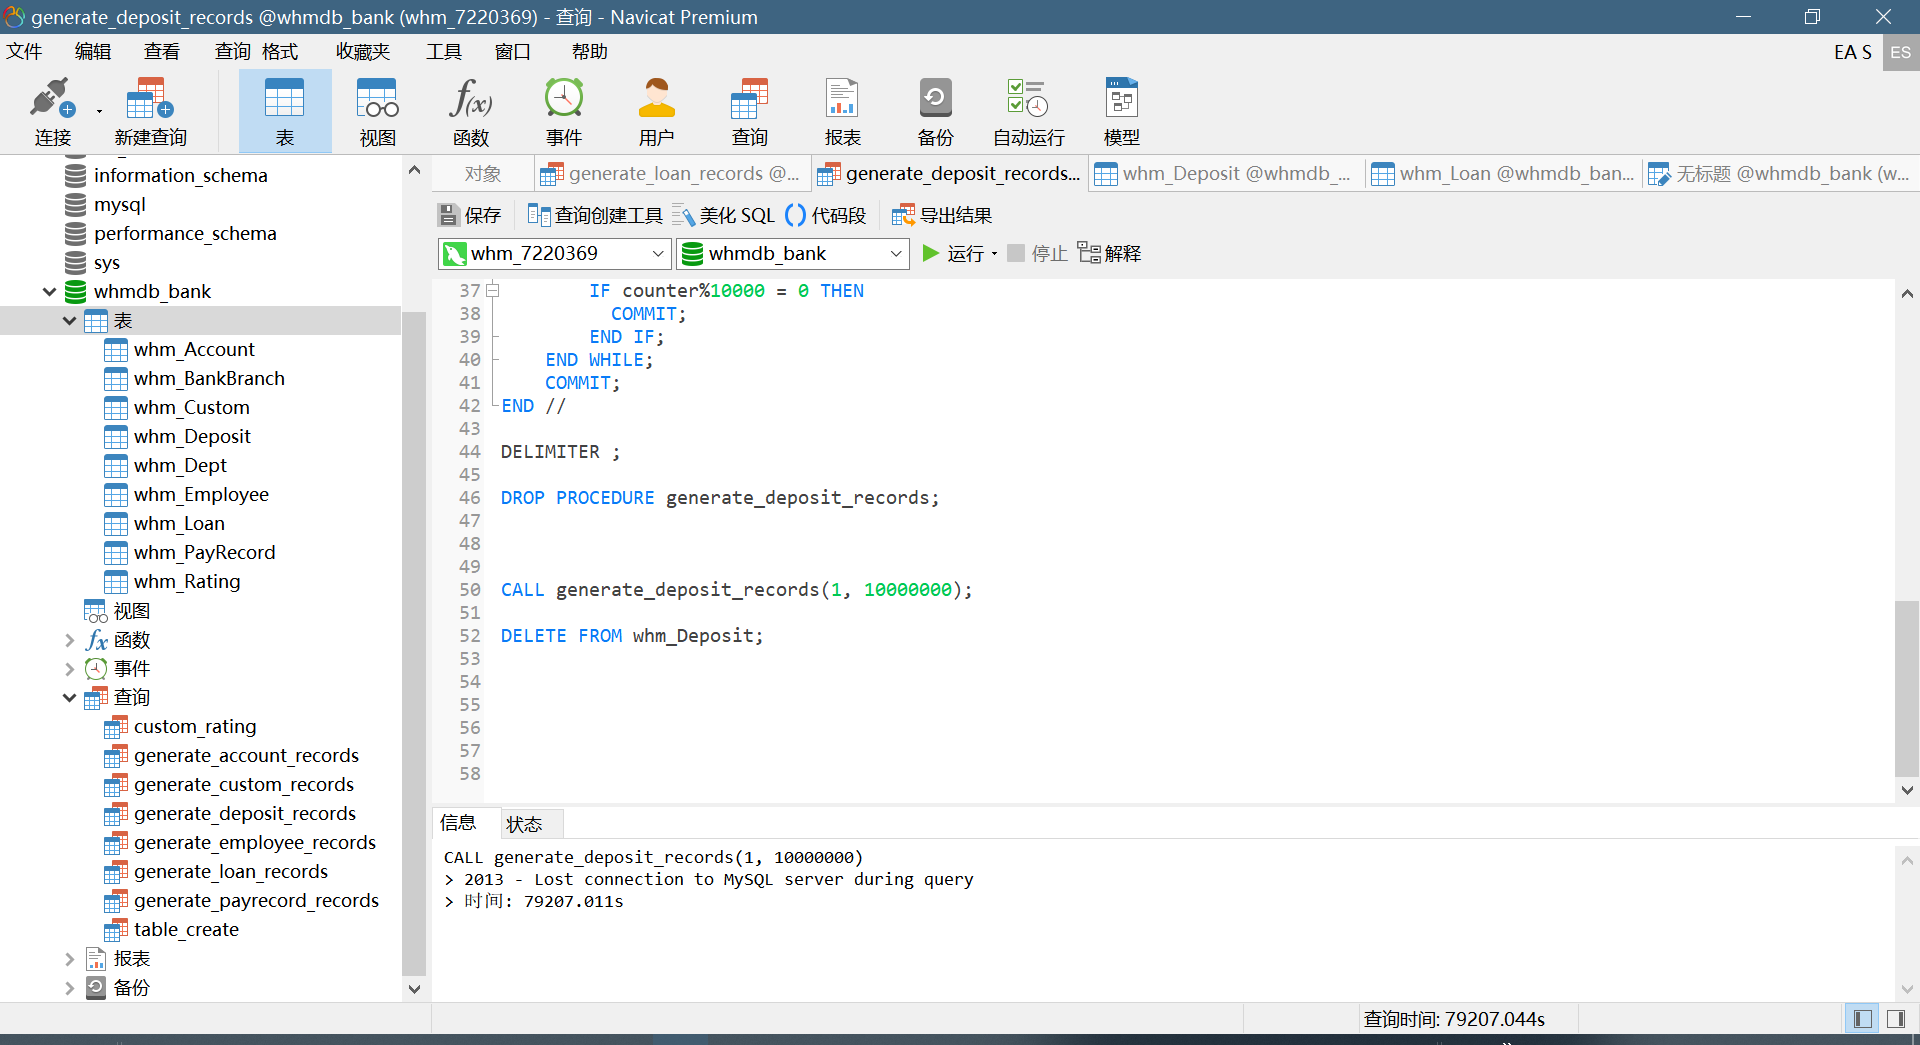 generate_deposit_records @whmdb_bank (whm_7220369) - 查询 - Navicat Premium
文件 编辑 查看 查询 格式 收藏夹 工具 窗口 帮助
EA S ES
连接 新建查询 表 视图 函数 事件 用户 查询 报表 备份 自动运行 模型
对象 generate_loan_records @... generate_deposit_records... whm_Deposit @whmdb_... whm_Loan @whmdb_ban... 无标题 @whmdb_bank (w...
保存 查询创建工具 美化 SQL 代码段 导出结果
whm_7220369 whmdb_bank 运行 停止 解释
information_schema
mysql
performance_schema
sys
whmdb_bank
表
whm_Account
whm_BankBranch
whm_Custom
whm_Deposit
whm_Dept
whm_Employee
whm_Loan
whm_PayRecord
whm_Rating
视图
fx 函数
事件
查询
custom_rating
generate_account_records
generate_custom_records
generate_deposit_records
generate_employee_records
generate_loan_records
generate_payrecord_records
table_create
报表
备份
37 IF counter%10000 = 0 THEN
38 COMMIT;
39 END IF;
40 END WHILE;
41 COMMIT;
42 END //
43
44 DELIMITER ;
45
46 DROP PROCEDURE generate_deposit_records;
47
48
49
50 CALL generate_deposit_records(1, 10000000);
51
52 DELETE FROM whm_Deposit;
53
54
55
56
57
58
信息 状态
CALL generate_deposit_records(1, 10000000)
> 2013 - Lost connection to MySQL server during query
> 时间: 79207.011s
查询时间: 79207.044s